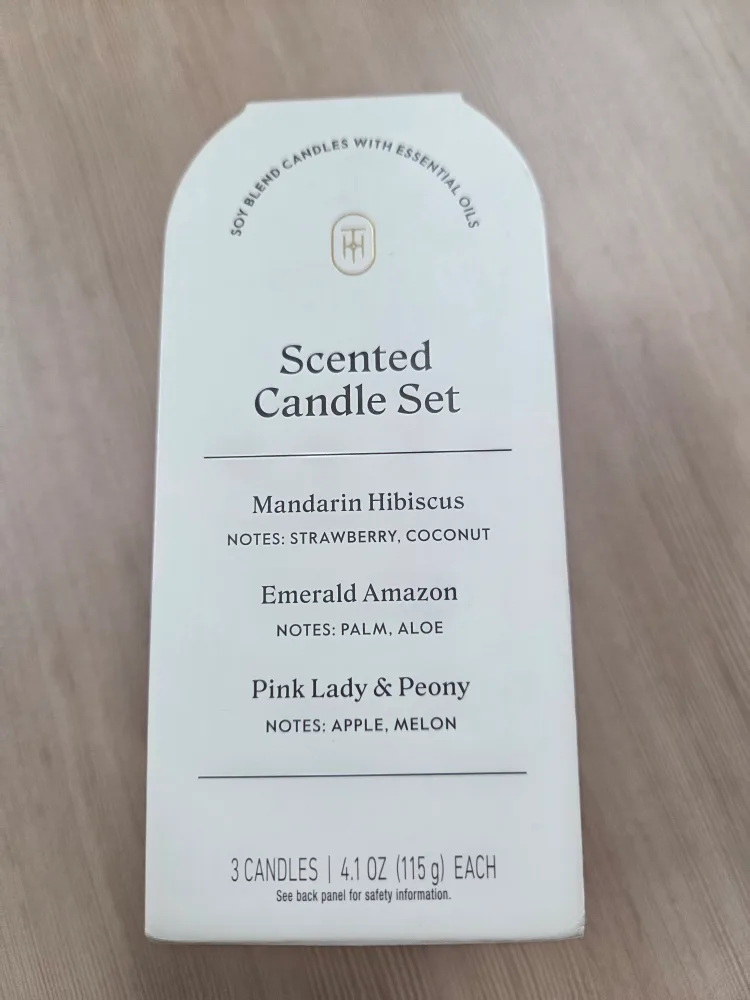 SOY BLEND CANDLES WITH ESSENTIAL OILS
TH
Scented
Candle Set
Mandarin Hibiscus
NOTES: STRAWBERRY, COCONUT
Emerald Amazon
NOTES: PALM, ALOE
Pink Lady & Peony
NOTES: APPLE, MELON
3 CANDLES | 4.1 OZ (115 g) EACH
See back panel for safety information.